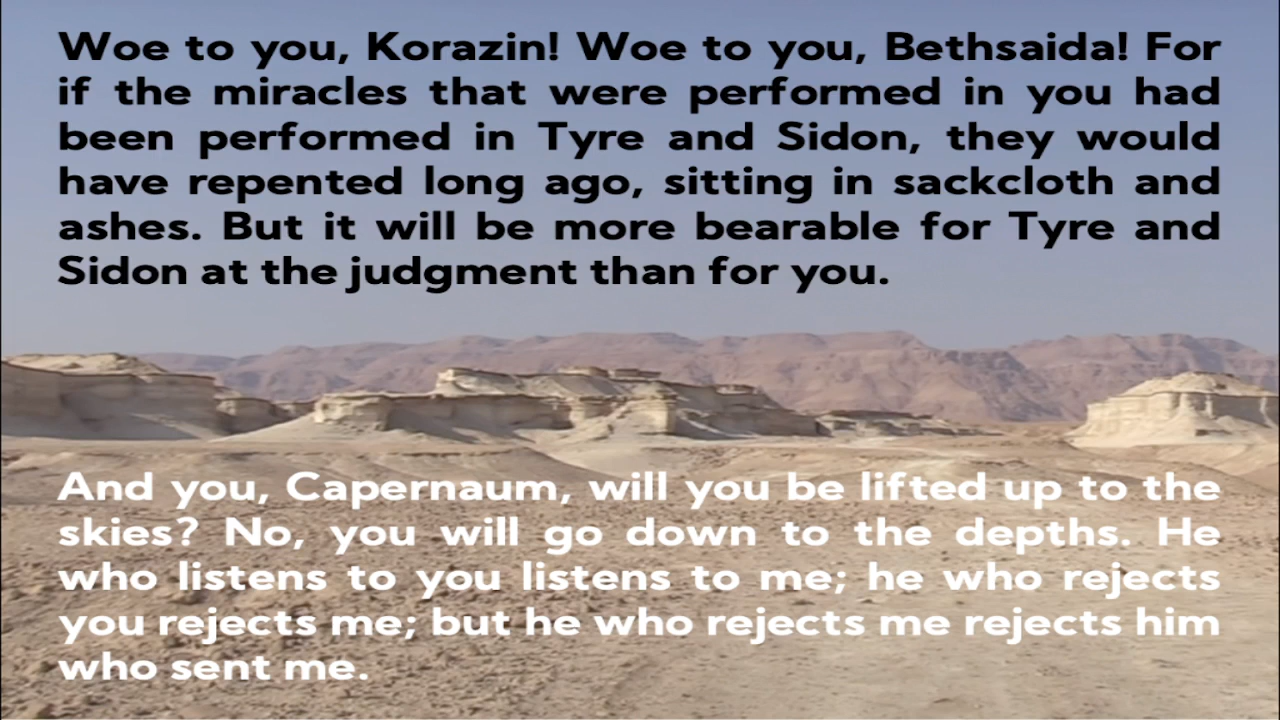 Woe to you, Korazin! Woe to you, Bethsaida! For
if the miracles that were performed in you had
been performed in Tyre and Sidon, they would
have repented long ago, sitting in sackcloth and
ashes. But it will be more bearable for Tyre and
Sidon at the judgment than for you.
And you, Capernaum, will you be lifted up to the
skies? No, you will go down to the depths. He
who listens to you listens to me; he who rejects
you rejects me; but he who rejects me rejects him
who sent me.